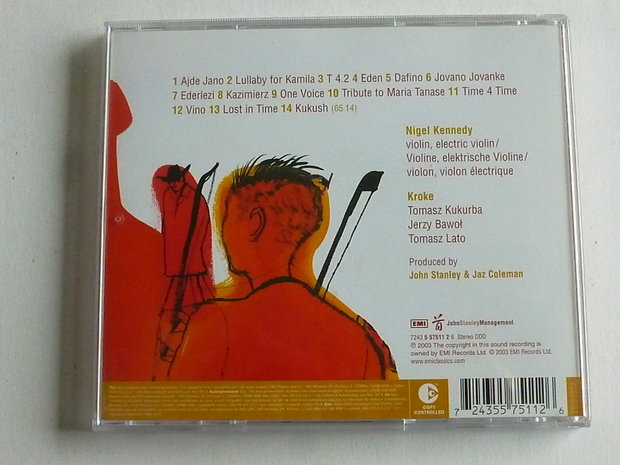 1 Ajde Jano 2 Lullaby for Kamila 3 T 4.2 4 Eden 5 Dafino 6 Jovano Jovanke
7 Ederlezi 8 Kazimierz 9 One Voice 10 Tribute to Maria Tanase 11 Time 4 Time
12 Vino 13 Lost in Time 14 Kukush (65.14)
Nigel Kennedy
violin, electric violin/
Violine, elektrische Violine/
violon, violon électrique
Kroke
Tomasz Kukurba
Jerzy Bawoł
Tomasz Lato
Produced by
John Stanley & Jaz Coleman
EMI JohnStanleyManagement
7243 5 57511 2 6 Stereo DDD
℗ 2003 The copyright in this sound recording is
owned by EMI Records Ltd. © 2003 EMI Records Ltd.
www.emiclassics.com
COPY
CONTROLLED
7 24355 75112 6